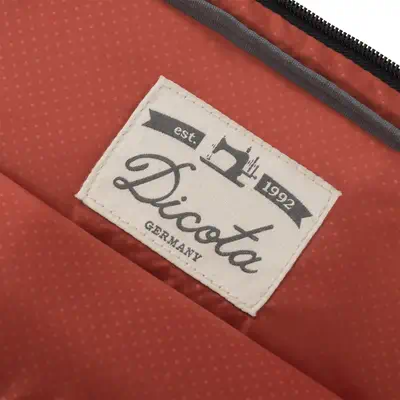 est. 1992
Dicota
GERMANY